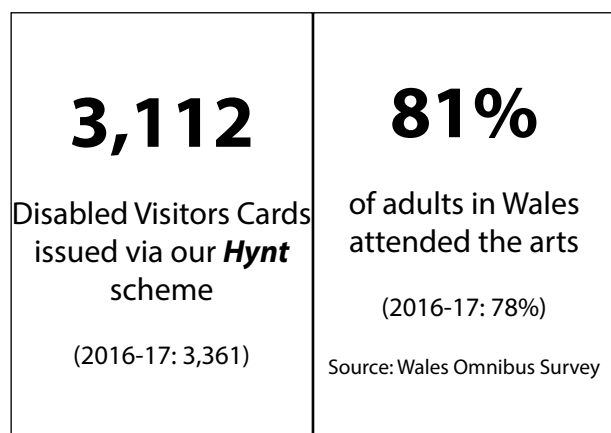 3,112
Disabled Visitors Cards
issued via our Hynt
scheme
(2016-17: 3,361)
81%
of adults in Wales
attended the arts
(2016-17: 78%)
Source: Wales Omnibus Survey